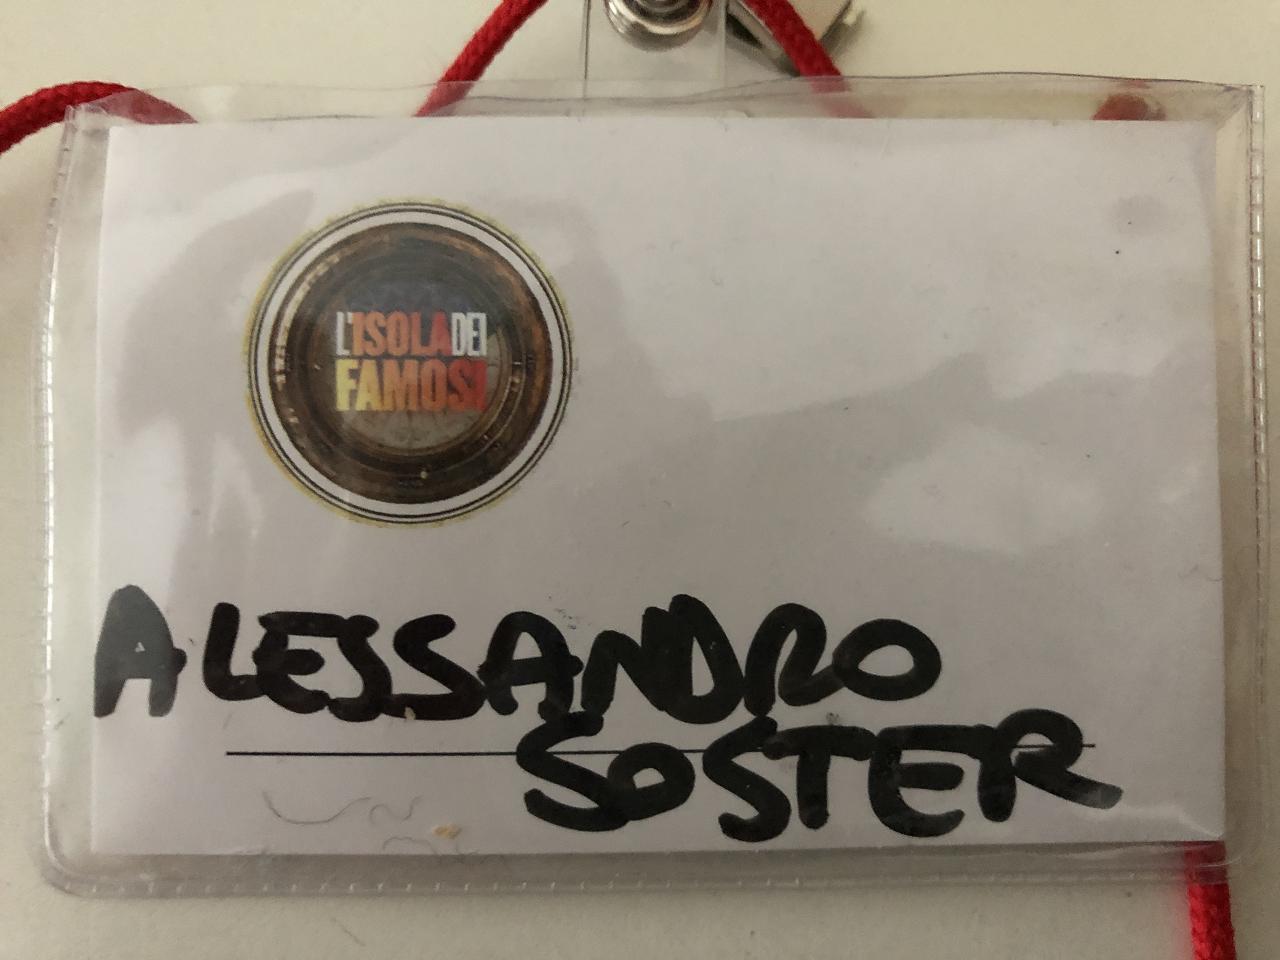 L'ISOLA DEI
FAMOSI
ALESSANDRO
SOSTER